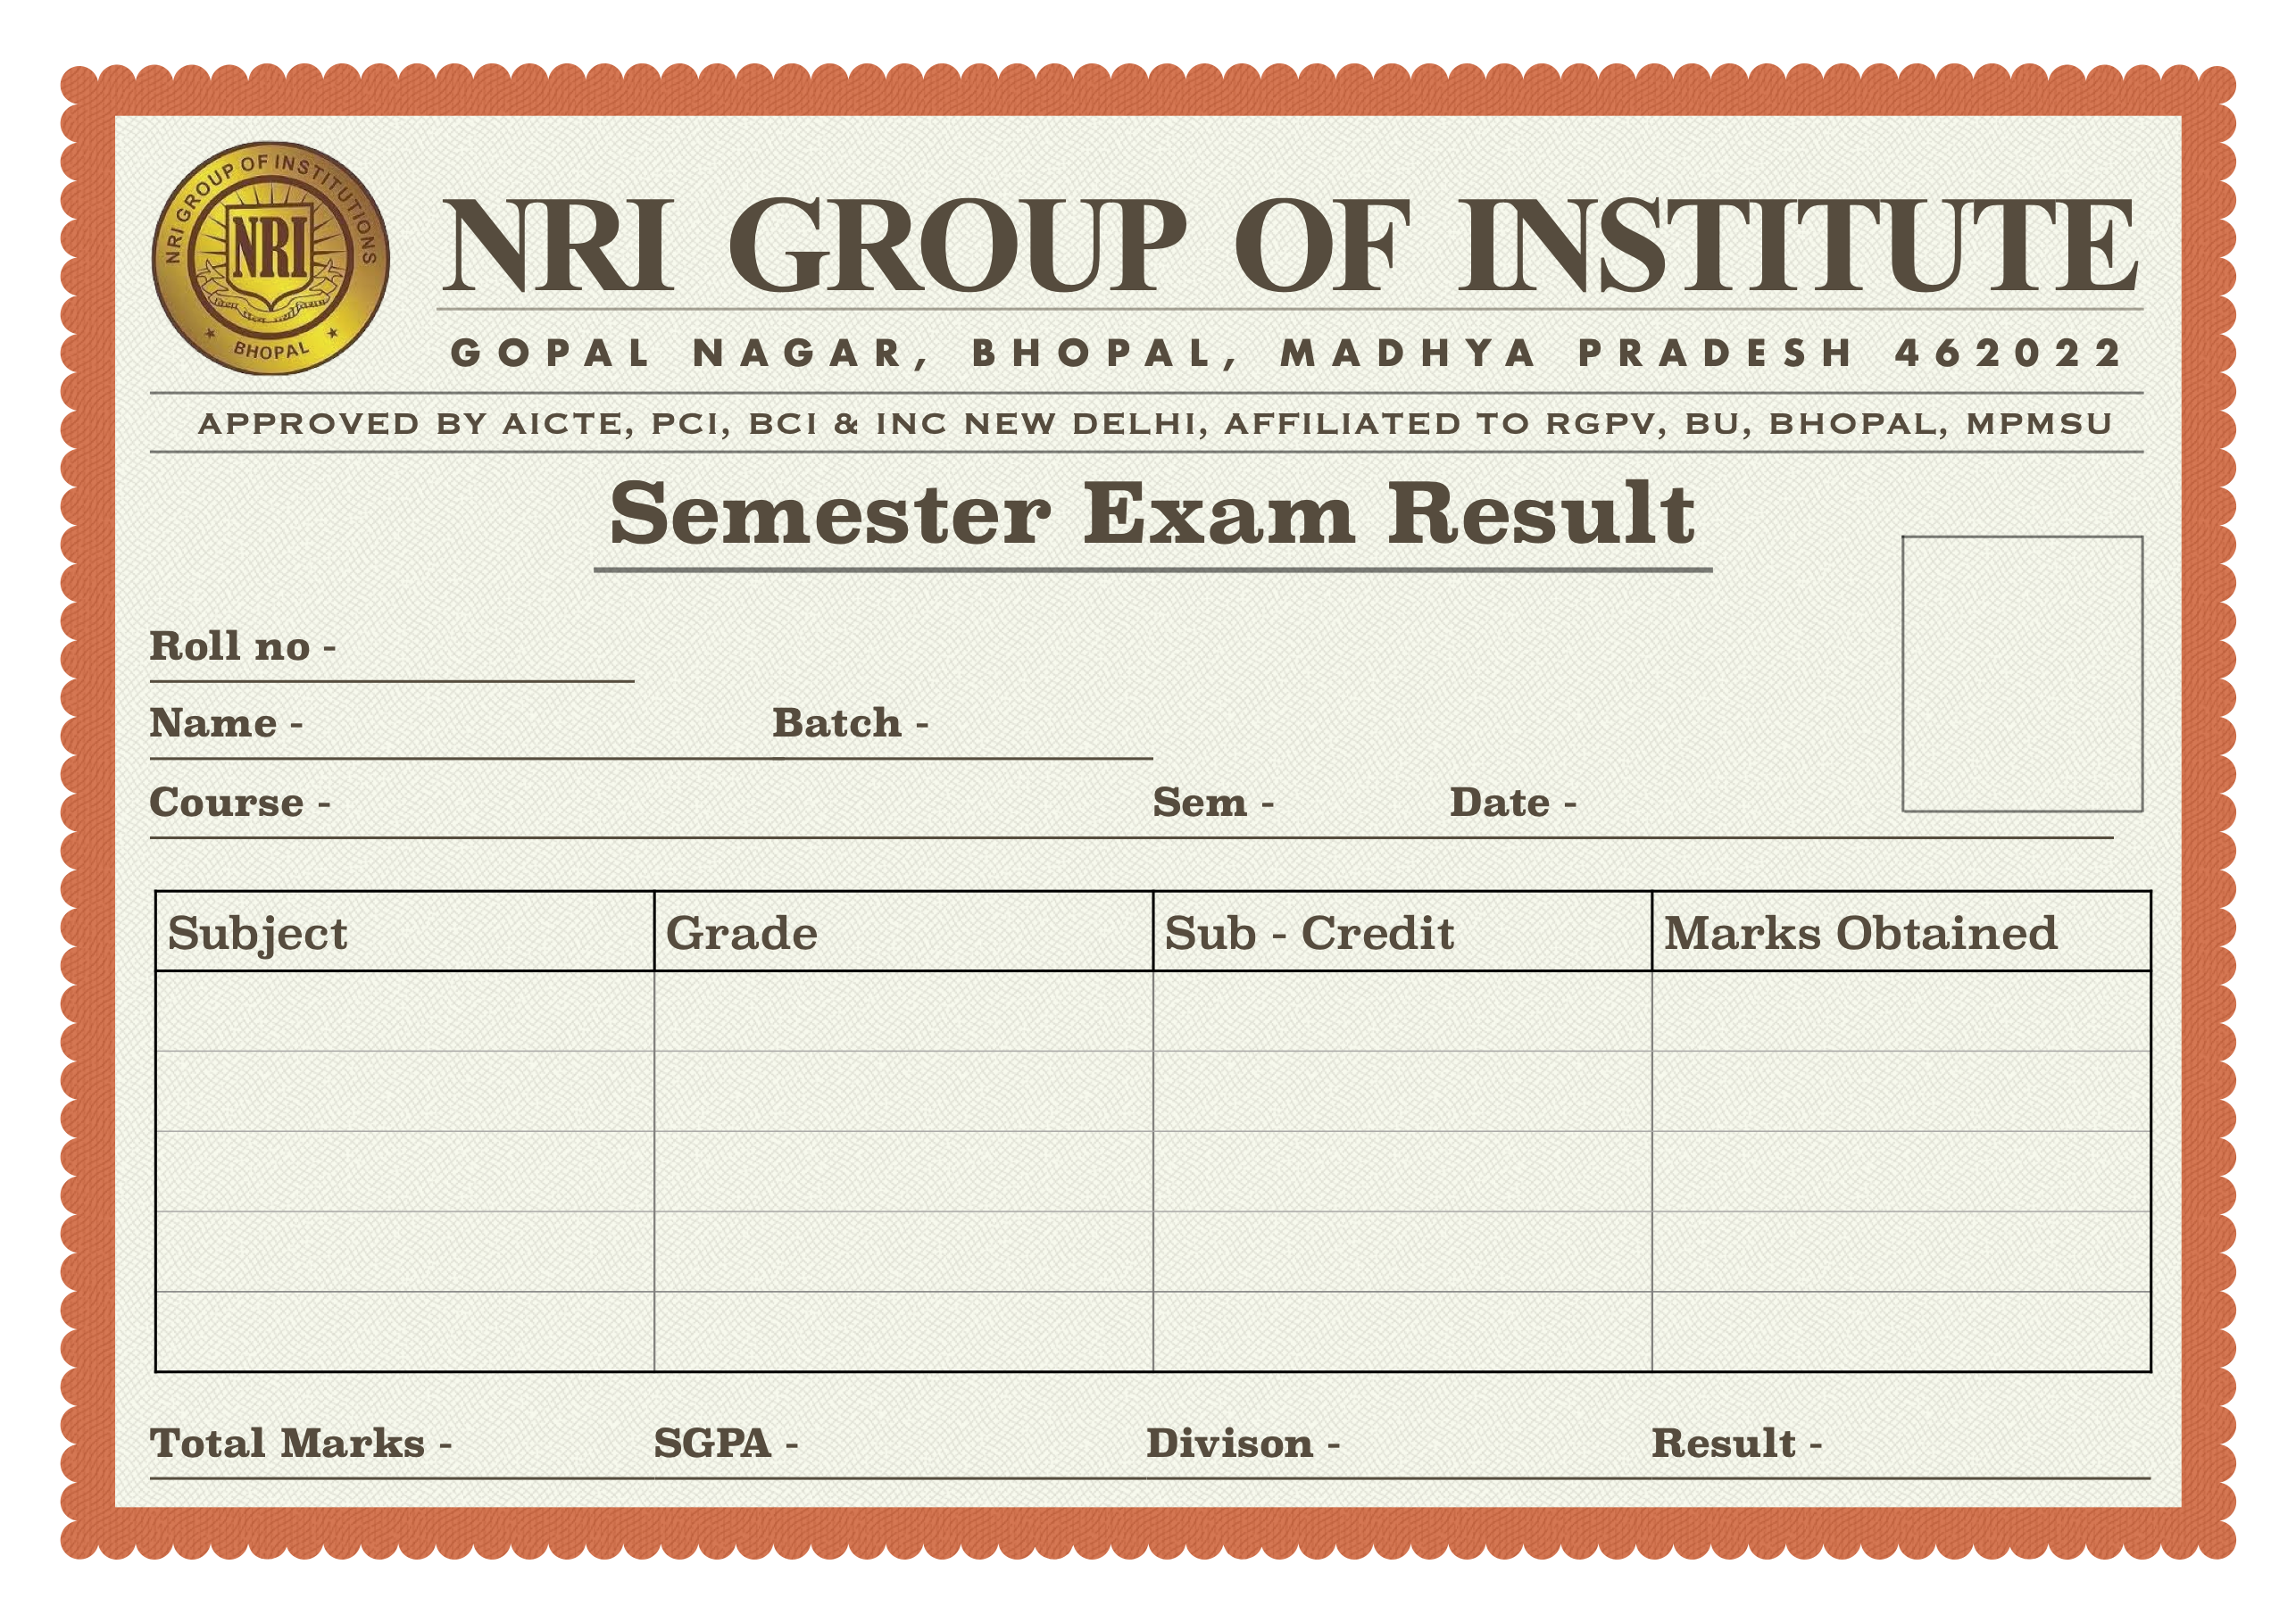 NRI GROUP OF INSTITUTIONS
NRI
BHOPAL
NRI GROUP OF INSTITUTE
GOPAL NAGAR, BHOPAL, MADHYA PRADESH 462022
APPROVED BY AICTE, PCI, BCI & INC NEW DELHI, AFFILIATED TO RGPV, BU, BHOPAL, MPMSU
Semester Exam Result
Roll no -
Name - Batch -
Course - Sem - Date -
Subject Grade Sub - Credit Marks Obtained
Total Marks - SGPA - Divison - Result -